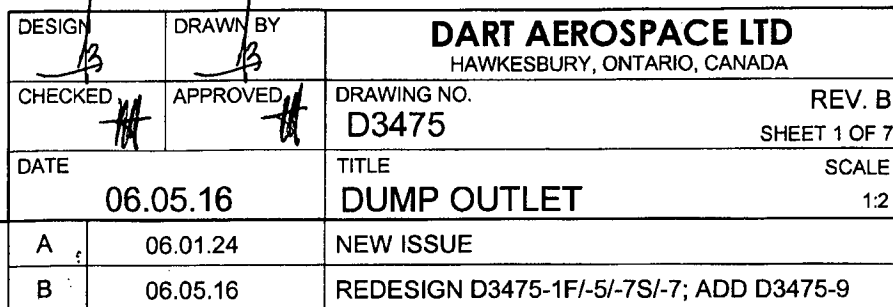 DESIGN
DRAWN BY
DART AEROSPACE LTD
HAWKESBURY, ONTARIO, CANADA
CHECKED
APPROVED
DRAWING NO.
REV. B
D3475
SHEET 1 OF 7
DATE
TITLE
SCALE
06.05.16
DUMP OUTLET
1:2
A 06.01.24 NEW ISSUE
B 06.05.16 REDESIGN D3475-1F/-5/-7S/-7; ADD D3475-9